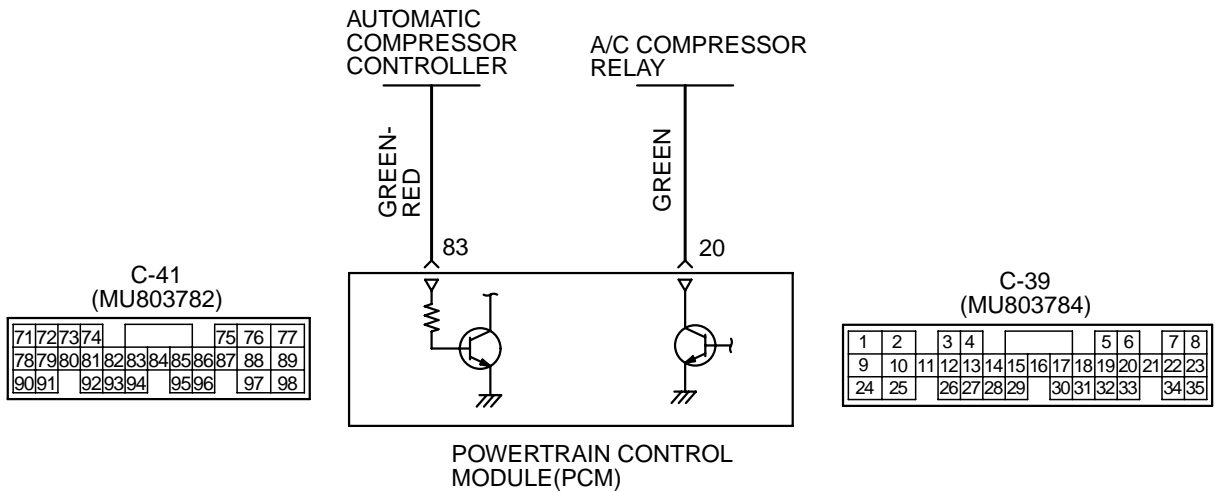 AUTOMATIC
COMPRESSOR
CONTROLLER
A/C COMPRESSOR
RELAY
GREEN-
RED
GREEN
83
20
C-41
(MU803782)
71 72 73 74 75 76 77
78 79 80 81 82 83 84 85 86 87 88 89
90 91 92 93 94 95 96 97 98
C-39
(MU803784)
1 2 3 4 5 6 7 8
9 10 11 12 13 14 15 16 17 18 19 20 21 22 23
24 25 26 27 28 29 30 31 32 33 34 35
POWERTRAIN CONTROL
MODULE(PCM)